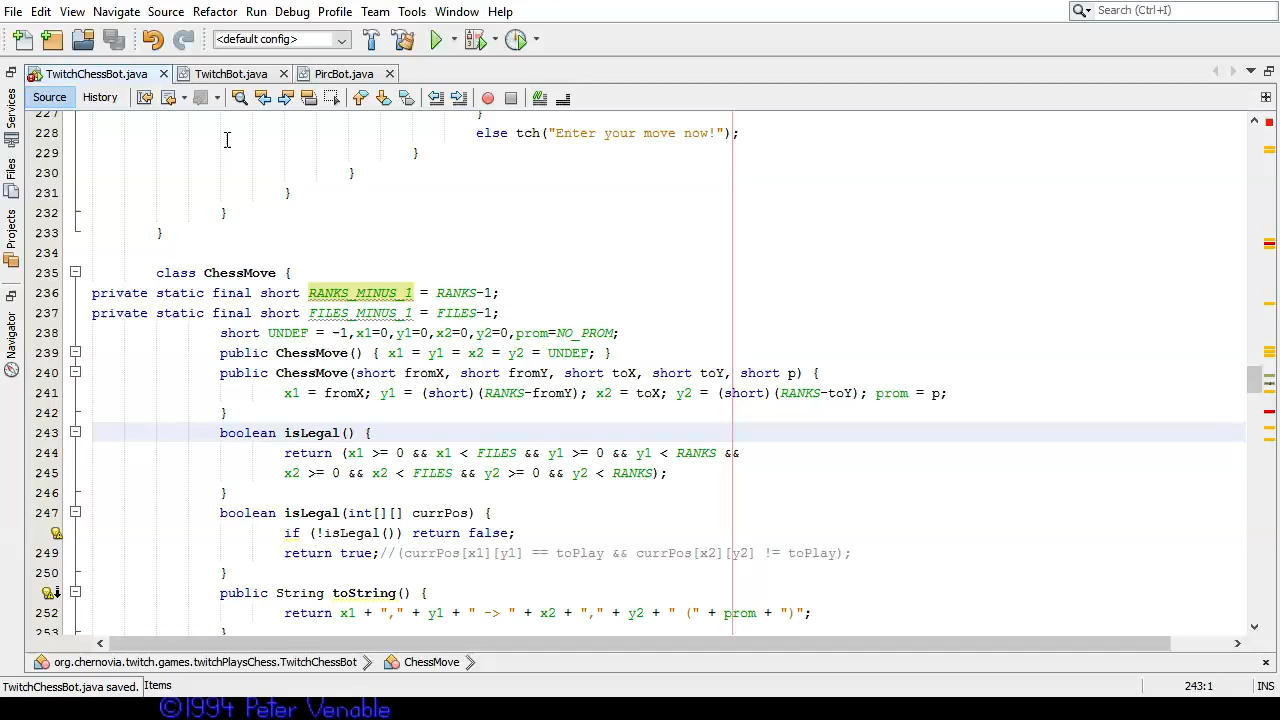 File Edit View Navigate Source Refactor Run Debug Profile Team Tools Window Help Search (Ctrl+I)
<default config>
TwitchChessBot.java TwitchBot.java PircBot.java
Source History
Services
Files
Projects
Navigator
227 }
228 else tch("Enter your move now!");
229 }
230 }
231 }
232 }
233 }
234
235 class ChessMove {
236 private static final short RANKS_MINUS_1 = RANKS-1;
237 private static final short FILES_MINUS_1 = FILES-1;
238 short UNDEF = -1,x1=0,y1=0,x2=0,y2=0,prom=NO_PROM;
239 public ChessMove() { x1 = y1 = x2 = y2 = UNDEF; }
240 public ChessMove(short fromX, short fromY, short toX, short toY, short p) {
241 x1 = fromX; y1 = (short)(RANKS-fromY); x2 = toX; y2 = (short)(RANKS-toY); prom = p;
242 }
243 boolean isLegal() {
244 return (x1 >= 0 && x1 < FILES && y1 >= 0 && y1 < RANKS &&
245 x2 >= 0 && x2 < FILES && y2 >= 0 && y2 < RANKS);
246 }
247 boolean isLegal(int[][] currPos) {
if (!isLegal()) return false;
249 return true;//(currPos[x1][y1] == toPlay && currPos[x2][y2] != toPlay);
250 }
public String toString() {
252 return x1 + "," + y1 + " -> " + x2 + "," + y2 + " (" + prom + ")";
253 }
org.chernovia.twitch.games.twitchPlaysChess.TwitchChessBot ChessMove
TwitchChessBot.java saved. Items 243:1 INS
©1994 Peter Venable